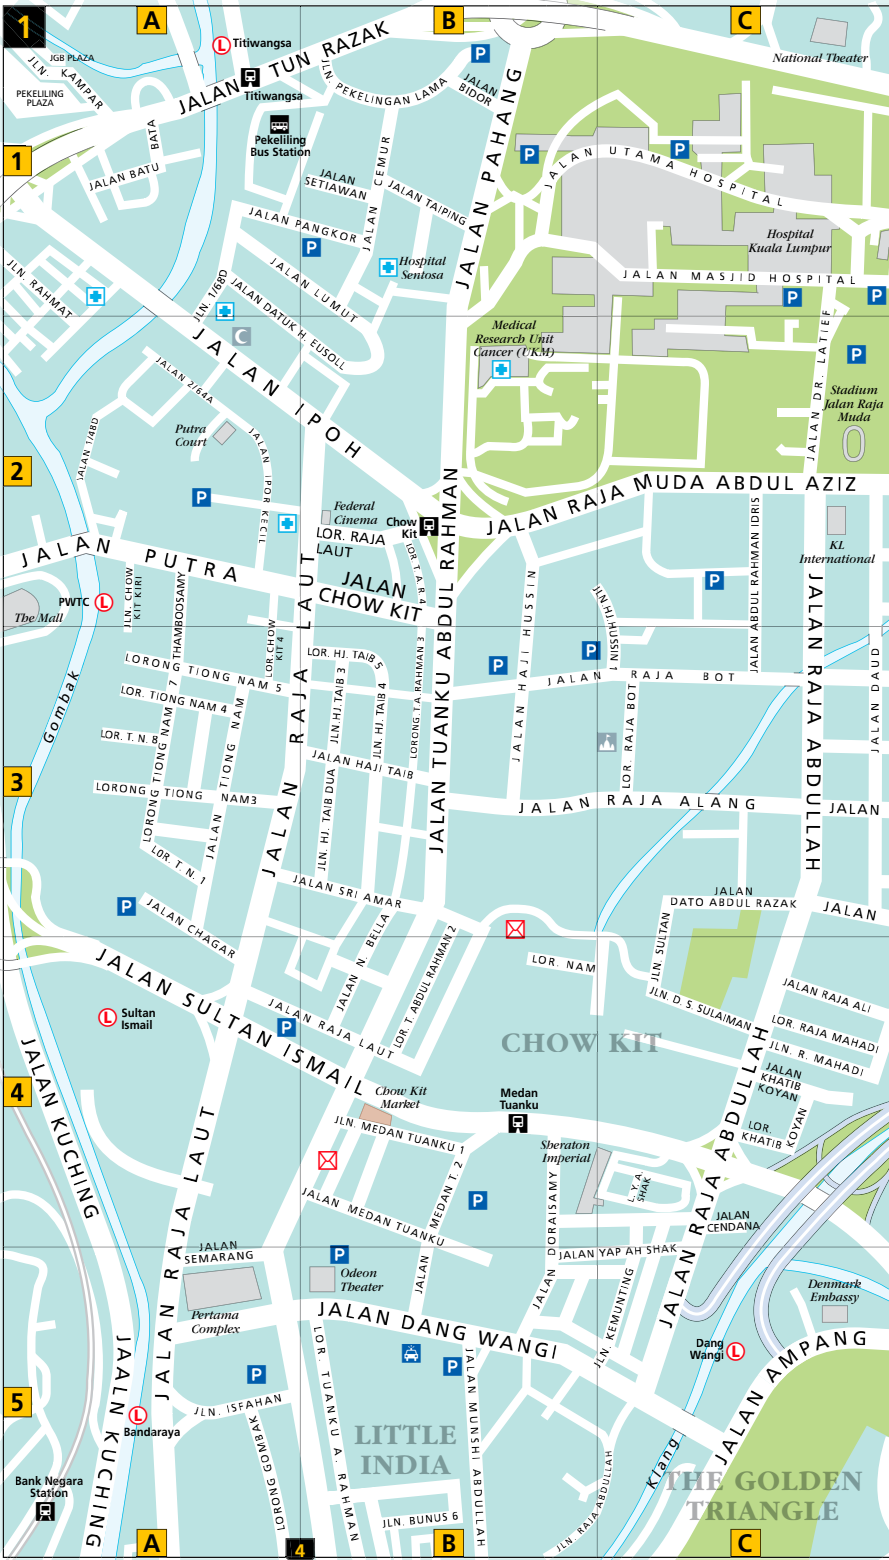 1
A
B
C
Titiwangsa
JGB PLAZA
JLN. KAMPAR
PEKELILING
PLAZA
JALAN TUN RAZAK
Titiwangsa
JLN. PEKELINGAN LAMA
JALAN
BIDOR
P
National Theater
Pekeliling
Bus Station
JALAN PAHANG
1
JALAN BATU
BATA
JALAN
SETIAWAN
JALAN CEMUR
JALAN TAIPING
P
JALAN UTAMA HOSPITAL
P
JALAN PANGKOR
P
Hospital
Kuala Lumpur
JLN. RAHMAT
JLN. 1/68D
JALAN LUMUT
Hospital
Sentosa
JALAN MASJID HOSPITAL
P
P
JALAN DATUK H. EUSOLL
JALAN IPOH
Medical
Research Unit
Cancer (UKM)
JALAN DR. LATIEF
P
JALAN 2/64A
Stadium
Jalan Raja
Muda
Putra
Court
JALAN 1/48D
JALAN IPOR KECIL
2
P
JALAN RAJA MUDA ABDUL AZIZ
Federal
Cinema
Chow
Kit
LOR. RAJA
LAUT
LOR. T. A. R. 4
JALAN PUTRA
JALAN
CHOW KIT
JALAN TUANKU ABDUL RAHMAN
KL
International
PWTC
The Mall
JLN. CHOW
KIT KIRI
THAMBOOSAMY
LOR. CHOW
KIT 4
JALAN HAJI HUSSIN
JLN HJ. HUSSIN 1
P
JALAN ABDUL RAHMAN IDRIS
JALAN RAJA ABDULLAH
Gombak
LORONG TIONG NAM 5
LOR. HJ. TAIB 5
P
P
JALAN RAJA BOT
JALAN DAUD
LOR. TIONG NAM 4
JLN. HJ. TAIB 3
JLN. HJ. TAIB 4
LORONG T.A. RAHMAN 3
LOR. T. N. 8
LORONG TIONG NAM 7
JALAN TIONG NAM
JALAN RAJA LAUT
LOR. RAJA BOT
JALAN HAJI TAIB
3
LORONG TIONG NAM3
JLN. HJ. TAIB DUA
JALAN RAJA ALANG
JALAN
LOR. T. N. 1
JALAN SRI AMAR
P
JALAN CHAGAR
JALAN
DATO ABDUL RAZAK
JALAN
JALAN N. BELLA
LOR. T. ABDUL RAHMAN 2
JLN. SULTAN
LOR. NAM
JALAN SULTAN ISMAIL
Sultan
Ismail
JALAN RAJA LAUT
P
JLN. D. S. SULAIMAN
JALAN RAJA ALI
LOR. RAJA MAHADI
JLN. R. MAHADI
CHOW KIT
JALAN KUCHING
4
JALAN
KHATIB
KOYAN
Chow Kit
Market
Medan
Tuanku
LOR.
KHATIB
KOYAN
JALAN RAJA ABDULLAH
JLN. MEDAN TUANKU 1
Sheraton
Imperial
L. Y. A.
SHAK
JALAN RAJA LAUT
JALAN MEDAN TUANKU
JALAN MEDAN T. 2
P
JALAN DORAISAMY
JALAN
CENDANA
JALAN
SEMARANG
P
JALAN YAP AH SHAK
Odeon
Theater
Pertama
Complex
JALAN DANG WANGI
JLN. KEMUNTING
Denmark
Embassy
Dang
Wangi
JALAN AMPANG
P
P
5
JLN. ISFAHAN
Bandaraya
JAALN KUCHING
LORONG GOMBAK
LOR. TUANKU A. RAHMAN
LITTLE
INDIA
JALAN MUNSHI ABDULLAH
Klang
THE GOLDEN
TRIANGLE
Bank Negara
Station
JLN. BUNUS 6
JLN. RAJA ABDULLAH
A
4
B
C